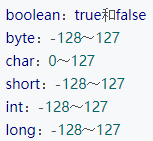 boolean：true和false
byte：-128～127
char：0～127
short：-128～127
int：-128～127
long：-128～127